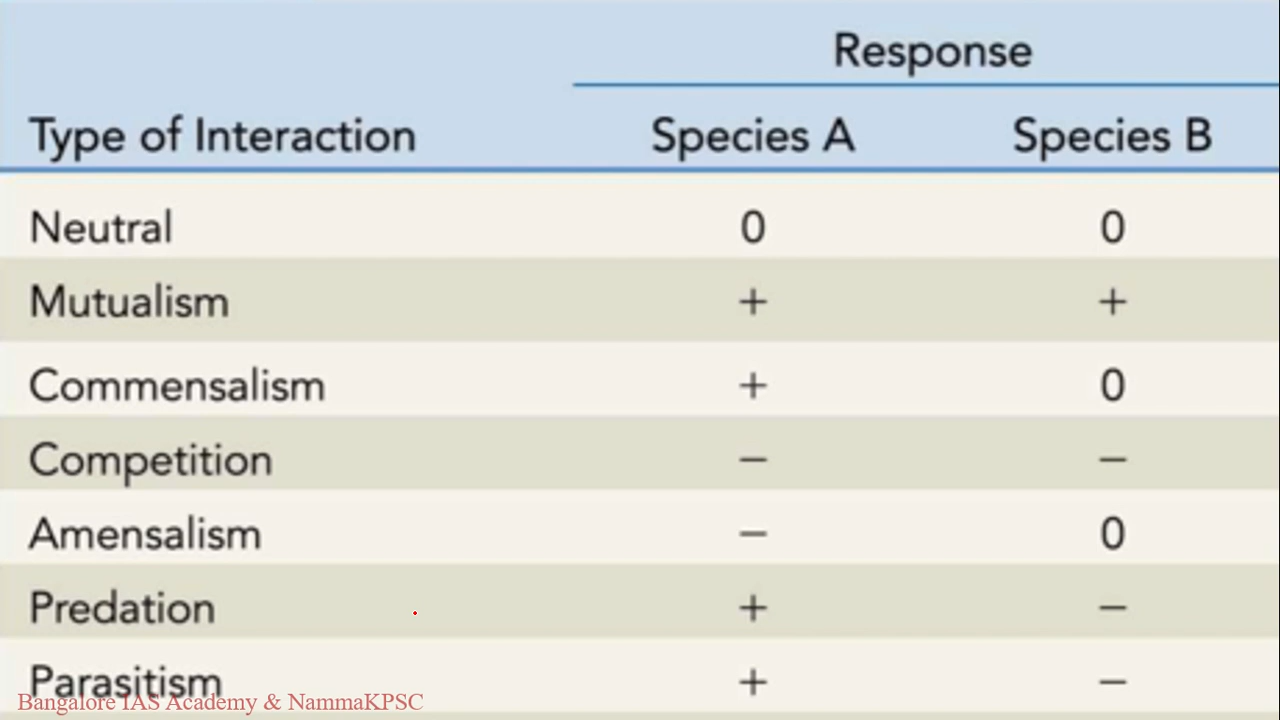 Response
Type of Interaction Species A Species B
Neutral 0 0
Mutualism + +
Commensalism + 0
Competition − −
Amensalism − 0
Predation + −
Parasitism + −
Bangalore IAS Academy & NammaKPSC